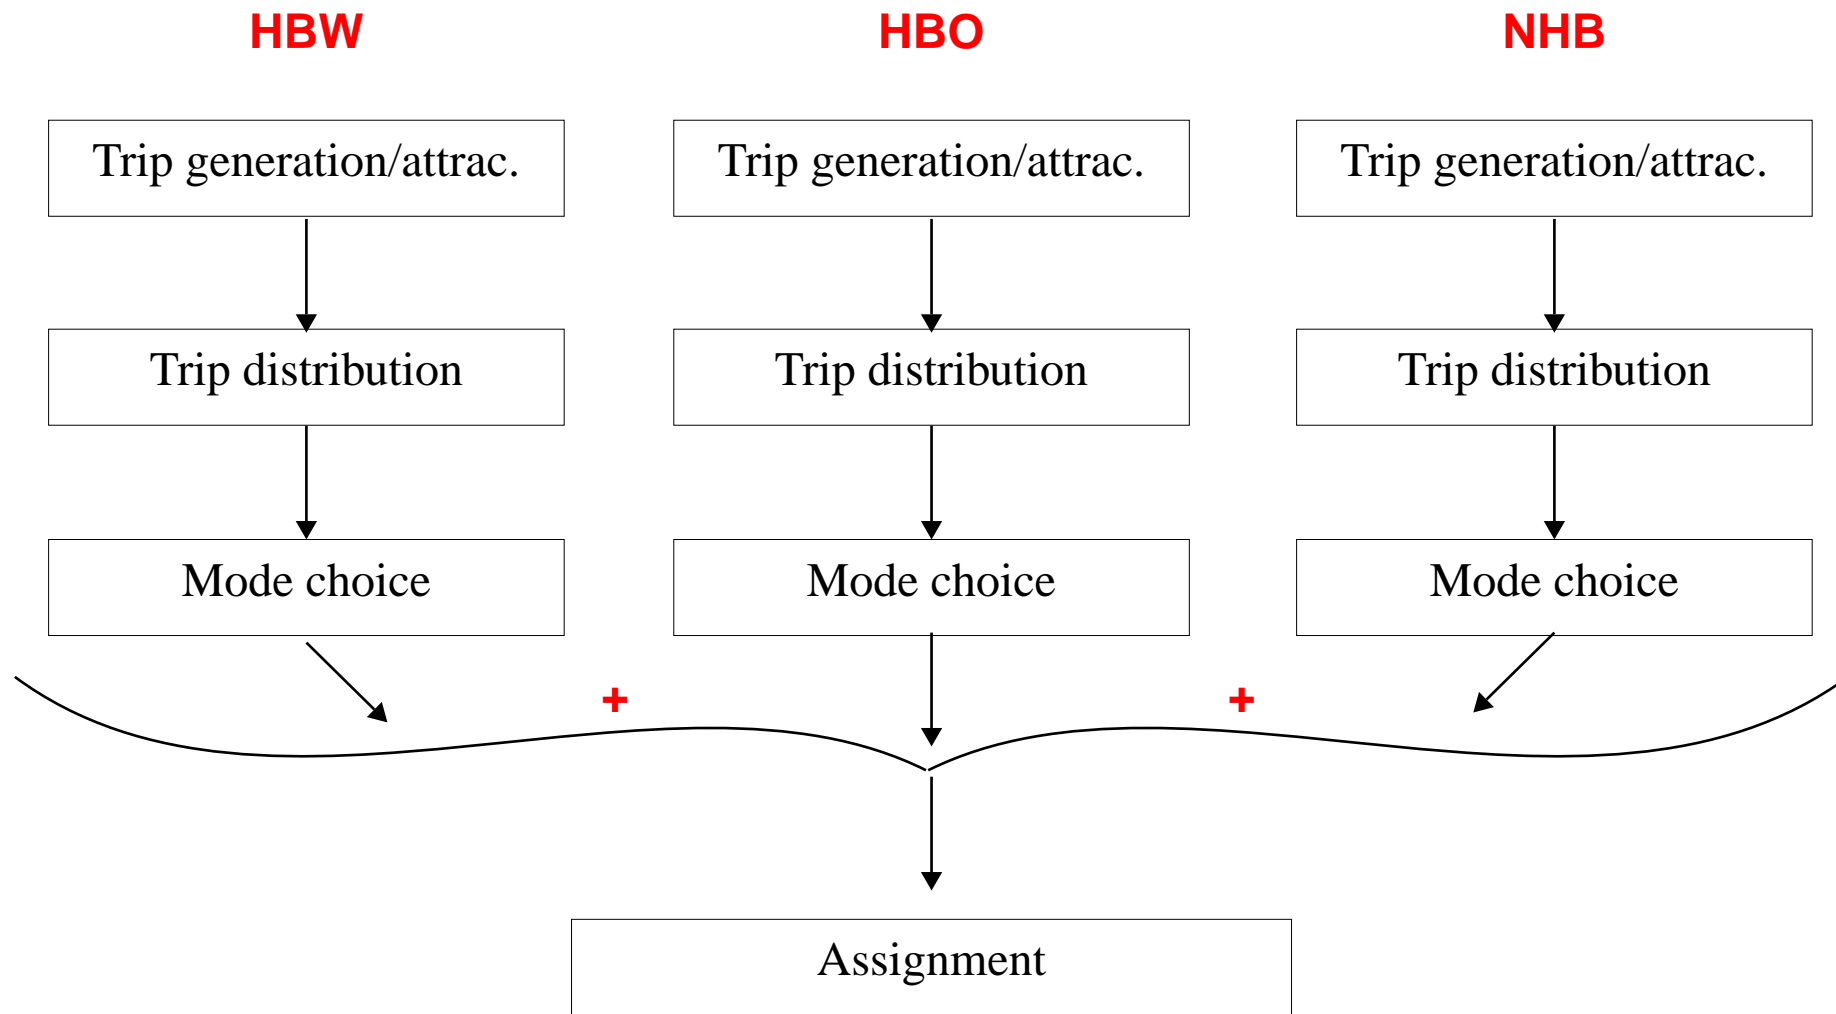 HBW HBO NHB
Trip generation/attrac. Trip generation/attrac. Trip generation/attrac.
Trip distribution Trip distribution Trip distribution
Mode choice Mode choice Mode choice
+ +
Assignment